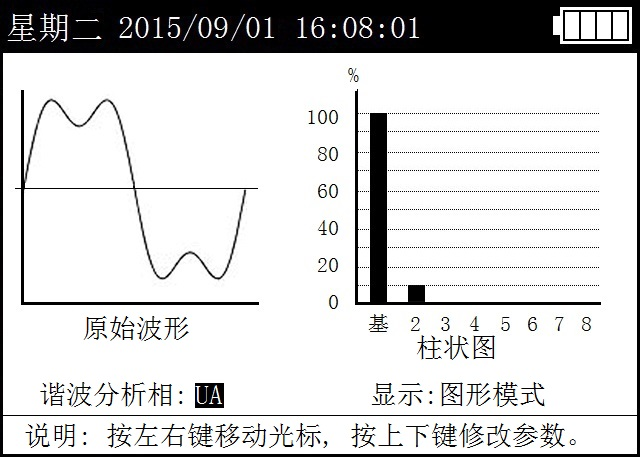 星期二 2015/09/01 16:08:01
%
100
80
60
40
20
0
基 2 3 4 5 6 7 8
原始波形
柱状图
谐波分析相: UA
显示: 图形模式
说明: 按左右键移动光标, 按上下键修改参数。